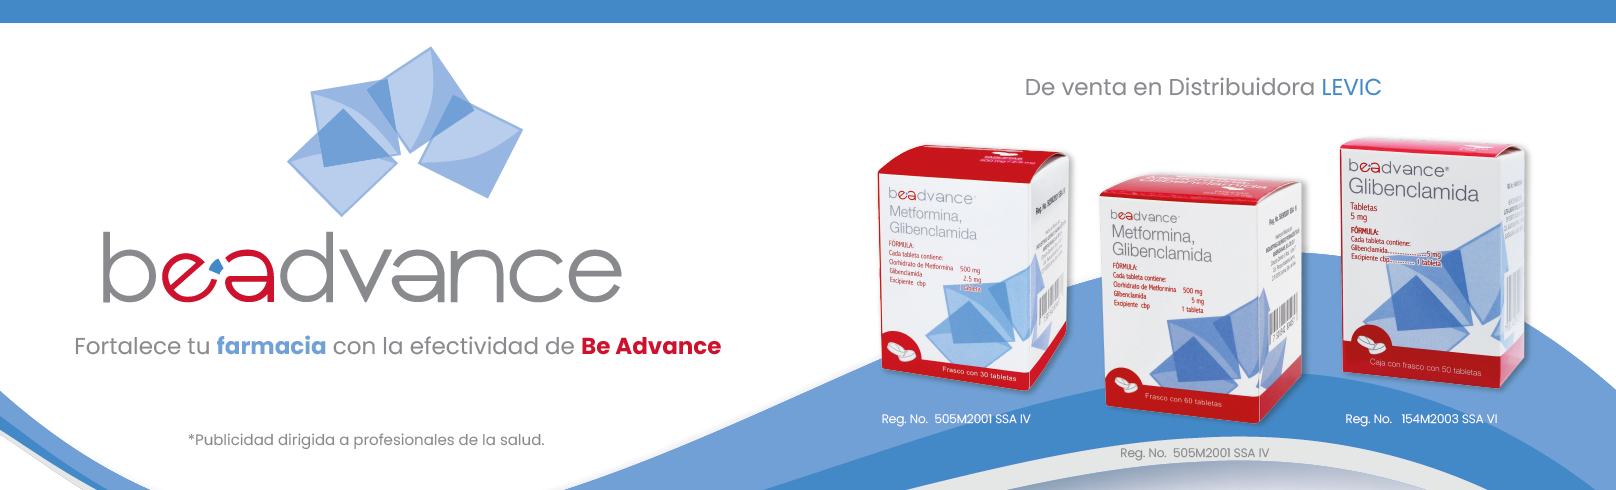 beadvance
Fortalece tu farmacia con la efectividad de Be Advance
*Publicidad dirigida a profesionales de la salud.
De venta en Distribuidora LEVIC
beadvance
Metformina,
Glibenclamida
FÓRMULA:
Cada tableta contiene:
Clorhidrato de Metformina 500 mg
Glibenclamida 2.5 mg
Excipiente cbp 1 tableta
Frasco con 30 tabletas
Reg. No. 505M2001 SSA IV
beadvance
Metformina,
Glibenclamida
FÓRMULA:
Cada tableta contiene:
Clorhidrato de Metformina 500 mg
Glibenclamida 5 mg
Excipiente cbp 1 tableta
Frasco con 60 tabletas
Reg. No. 505M2001 SSA IV
beadvance®
Glibenclamida
Tabletas
5 mg
FÓRMULA:
Cada tableta contiene:
Glibenclamida..............5 mg
Excipiente cbp............ 1 tableta
Caja con frasco con 50 tabletas
Reg. No. 154M2003 SSA VI